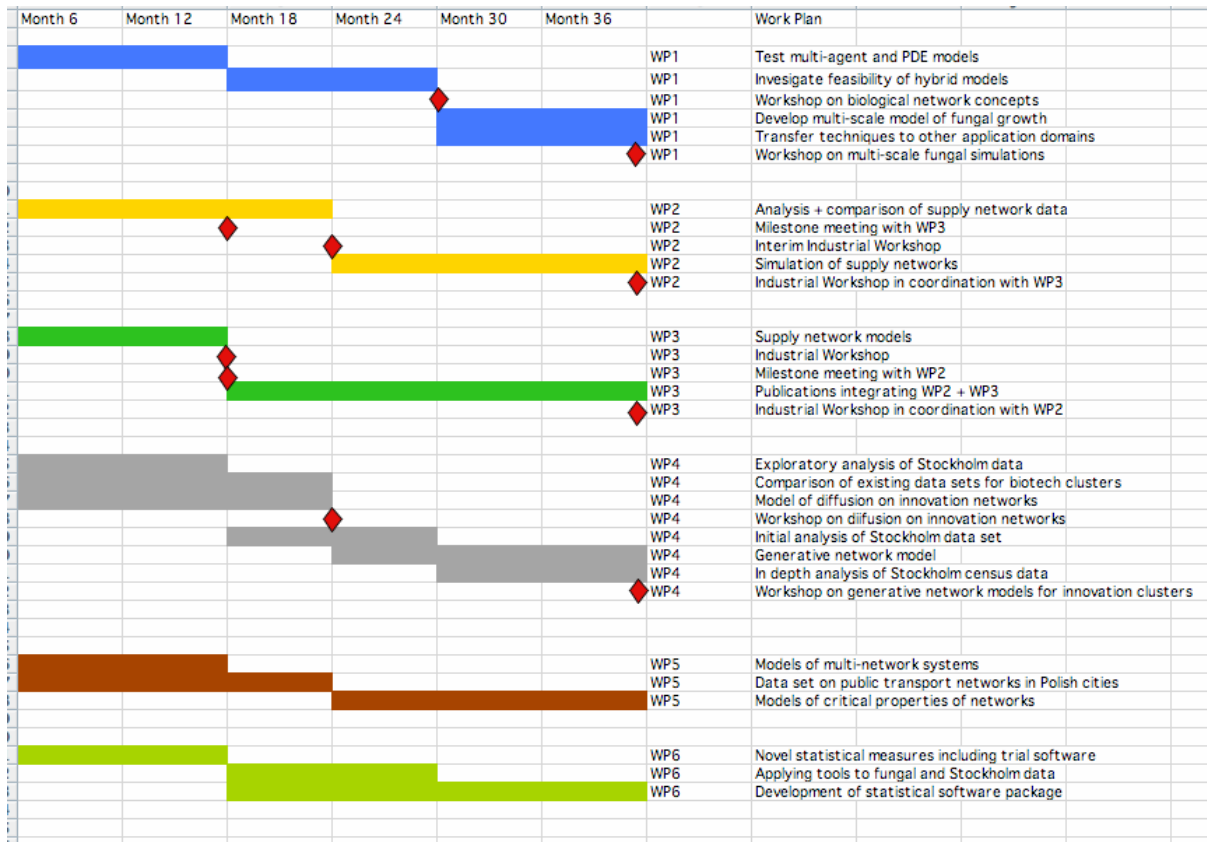 Month 6 Month 12 Month 18 Month 24 Month 30 Month 36 Work Plan
WP1 Test multi-agent and PDE models
WP1 Invesigate feasibility of hybrid models
WP1 Workshop on biological network concepts
WP1 Develop multi-scale model of fungal growth
WP1 Transfer techniques to other application domains
WP1 Workshop on multi-scale fungal simulations
WP2 Analysis + comparison of supply network data
WP2 Milestone meeting with WP3
WP2 Interim Industrial Workshop
WP2 Simulation of supply networks
WP2 Industrial Workshop in coordination with WP3
WP3 Supply network models
WP3 Industrial Workshop
WP3 Milestone meeting with WP2
WP3 Publications integrating WP2 + WP3
WP3 Industrial Workshop in coordination with WP2
WP4 Exploratory analysis of Stockholm data
WP4 Comparison of existing data sets for biotech clusters
WP4 Model of diffusion on innovation networks
WP4 Workshop on diifusion on innovation networks
WP4 Initial analysis of Stockholm data set
WP4 Generative network model
WP4 In depth analysis of Stockholm census data
WP4 Workshop on generative network models for innovation clusters
WP5 Models of multi-network systems
WP5 Data set on public transport networks in Polish cities
WP5 Models of critical properties of networks
WP6 Novel statistical measures including trial software
WP6 Applying tools to fungal and Stockholm data
WP6 Development of statistical software package